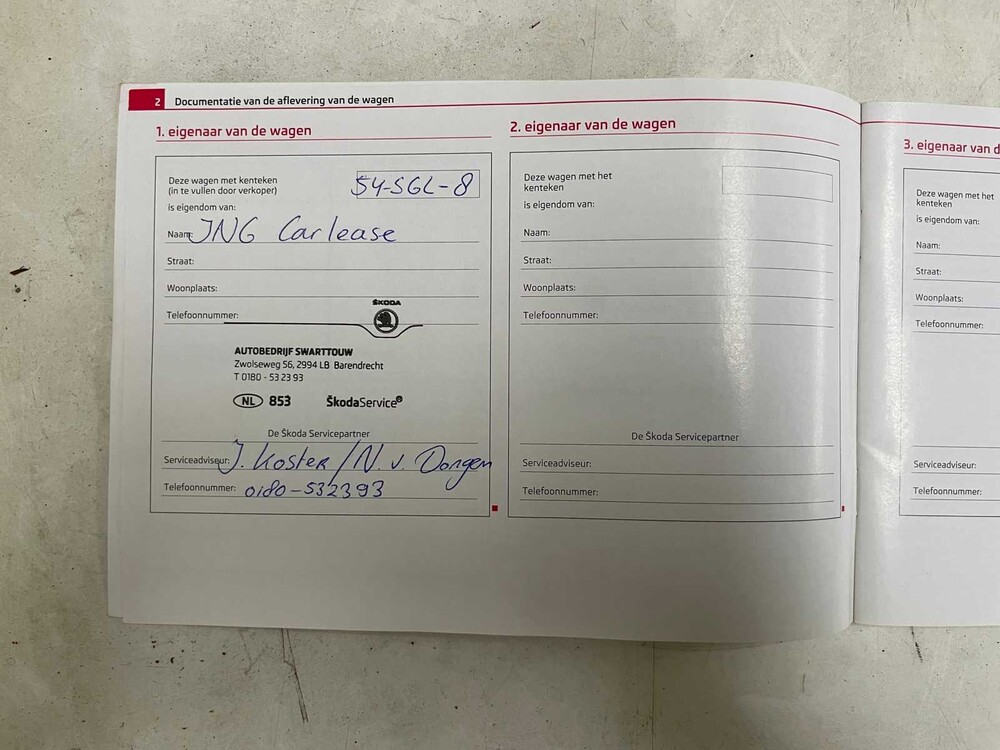 2 Documentatie van de aflevering van de wagen
1. eigenaar van de wagen
Deze wagen met kenteken
(in te vullen door verkoper)
54-SGL-8
is eigendom van:
Naam: JNG Carlease
Straat:
Woonplaats:
Telefoonnummer:
ŠKODA
AUTOBEDRIJF SWARTTOUW
Zwolseweg 56, 2994 LB Barendrecht
T 0180 - 53 23 93
NL 853 ŠkodaService
De Škoda Servicepartner
Serviceadviseur: J. Koster / N. v. Dongen
Telefoonnummer: 0180-532393
2. eigenaar van de wagen
Deze wagen met het
kenteken
is eigendom van:
Naam:
Straat:
Woonplaats:
Telefoonnummer:
De Škoda Servicepartner
Serviceadviseur:
Telefoonnummer:
3. eigenaar van d
Deze wagen met het
kenteken
is eigendom van:
Naam:
Straat:
Woonplaats:
Telefoonnummer:
Serviceadviseur:
Telefoonnummer: